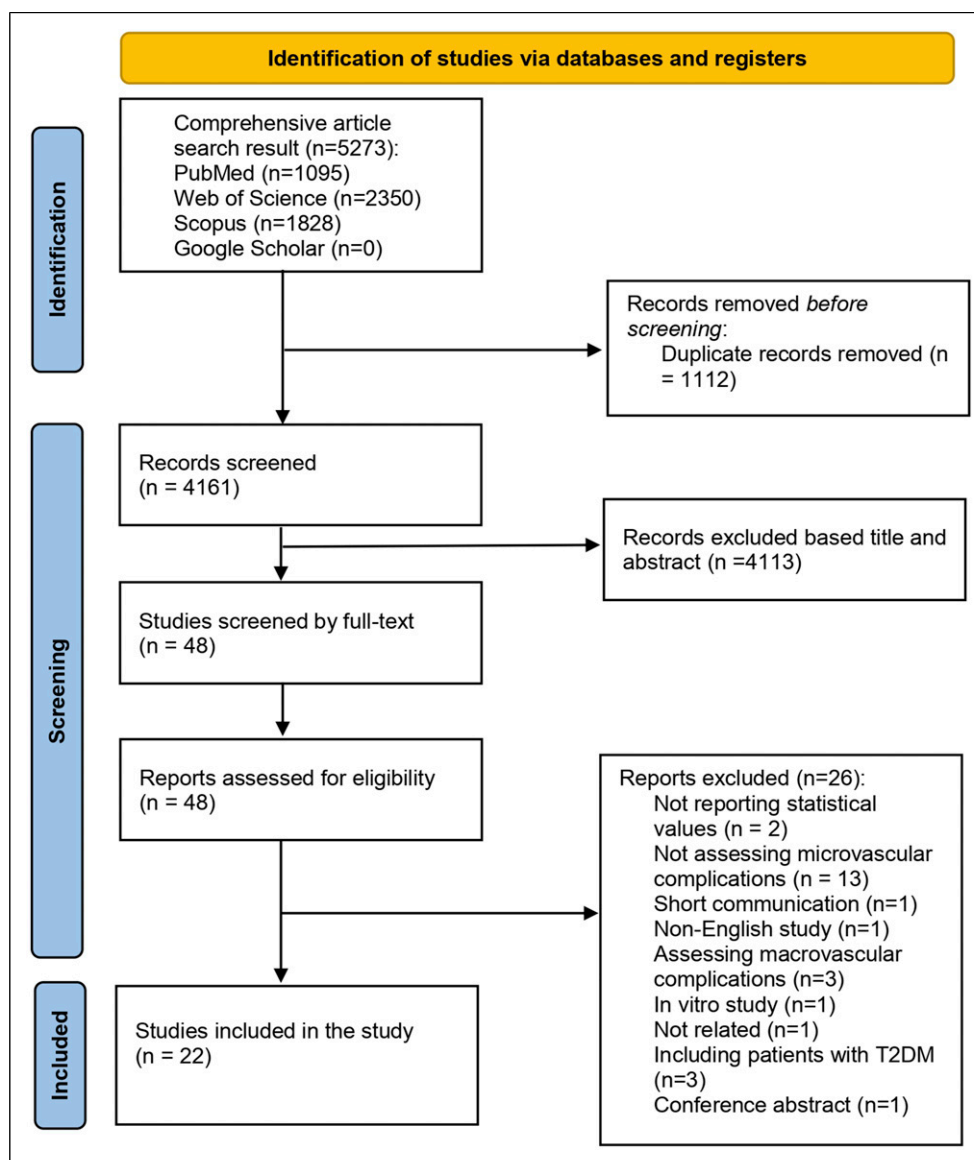 Identification of studies via databases and registers
Identification
Comprehensive article
search result (n=5273):
PubMed (n=1095)
Web of Science (n=2350)
Scopus (n=1828)
Google Scholar (n=0)
Records removed before
screening:
Duplicate records removed (n
= 1112)
Screening
Records screened
(n = 4161)
Records excluded based title and
abstract (n =4113)
Studies screened by full-text
(n = 48)
Reports assessed for eligibility
(n = 48)
Reports excluded (n=26):
Not reporting statistical
values (n = 2)
Not assessing microvascular
complications (n = 13)
Short communication (n=1)
Non-English study (n=1)
Assessing macrovascular
complications (n=3)
In vitro study (n=1)
Not related (n=1)
Including patients with T2DM
(n=3)
Conference abstract (n=1)
Included
Studies included in the study
(n = 22)